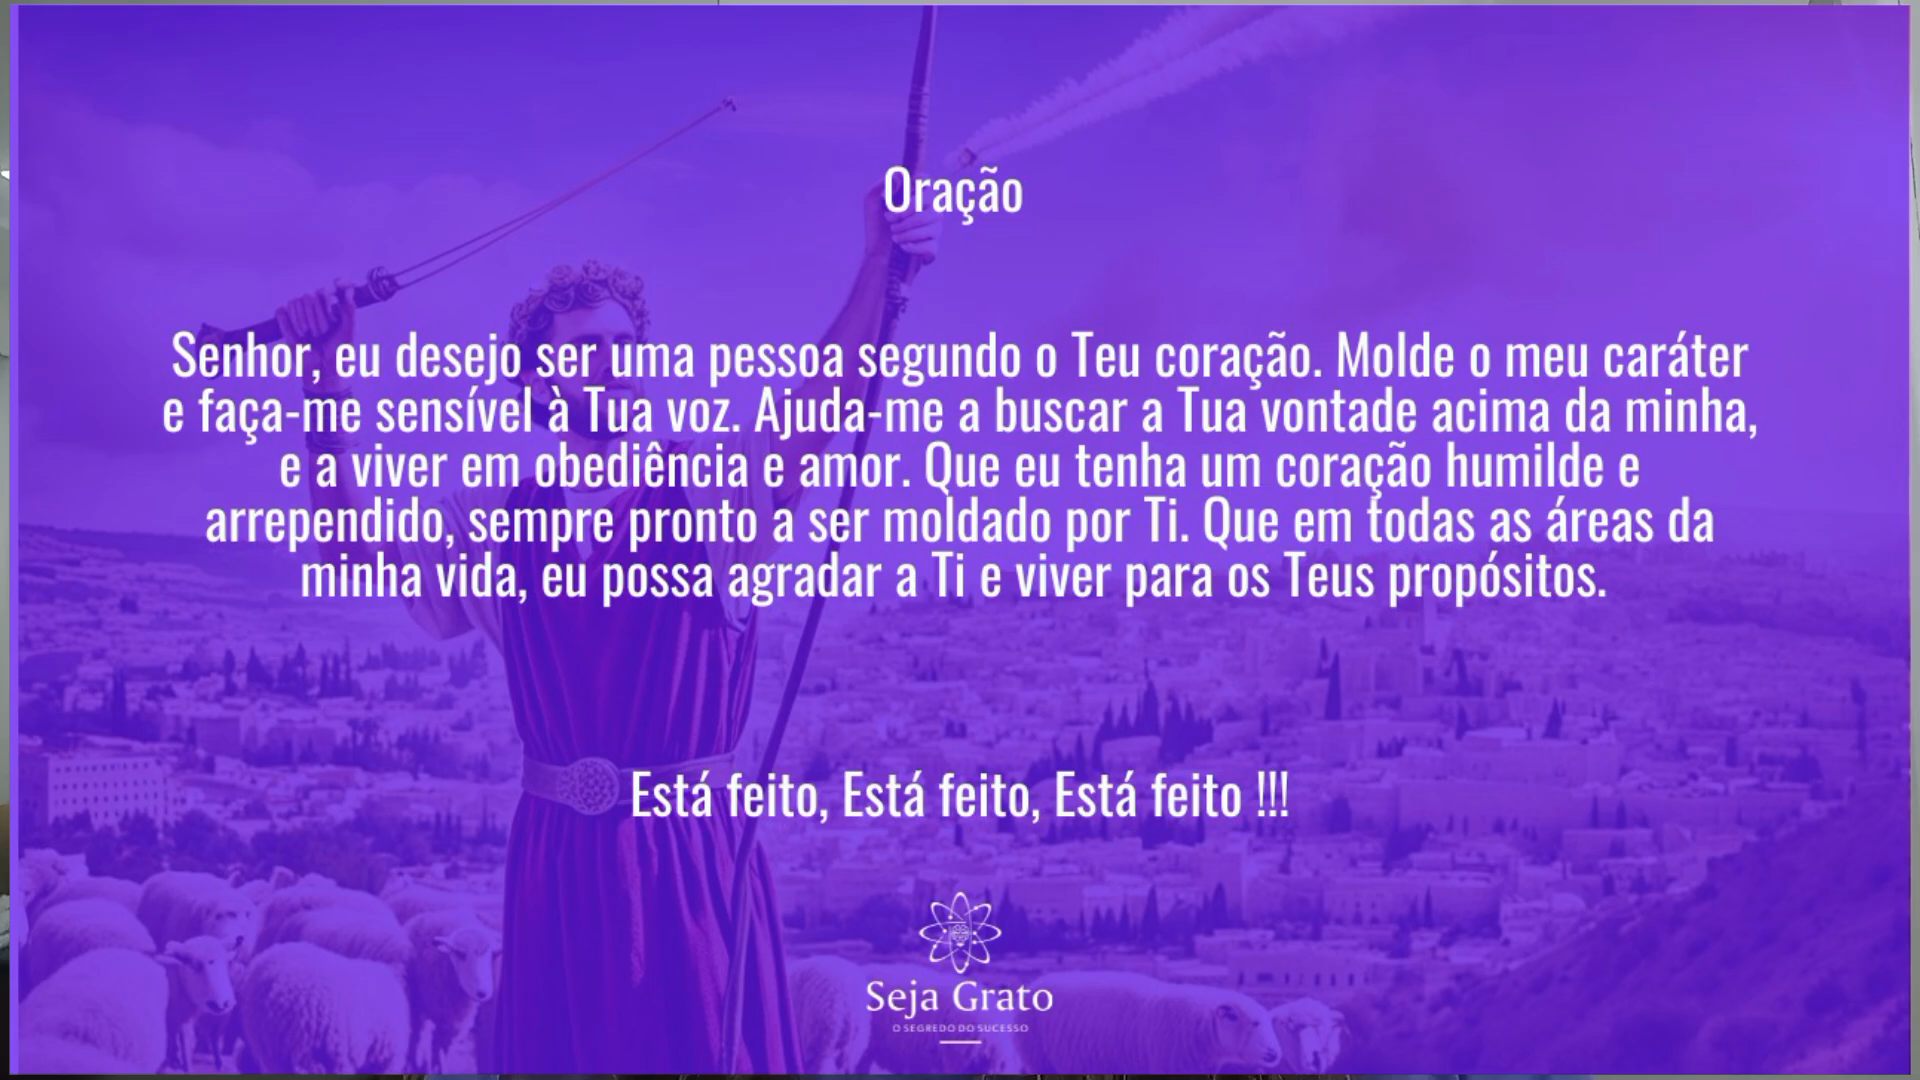 Oração
Senhor, eu desejo ser uma pessoa segundo o Teu coração. Molde o meu caráter
e faça-me sensível à Tua voz. Ajuda-me a buscar a Tua vontade acima da minha,
e a viver em obediência e amor. Que eu tenha um coração humilde e
arrependido, sempre pronto a ser moldado por Ti. Que em todas as áreas da
minha vida, eu possa agradar a Ti e viver para os Teus propósitos.
Está feito, Está feito, Está feito !!!
Seja Grato
O SEGREDO DO SUCESSO